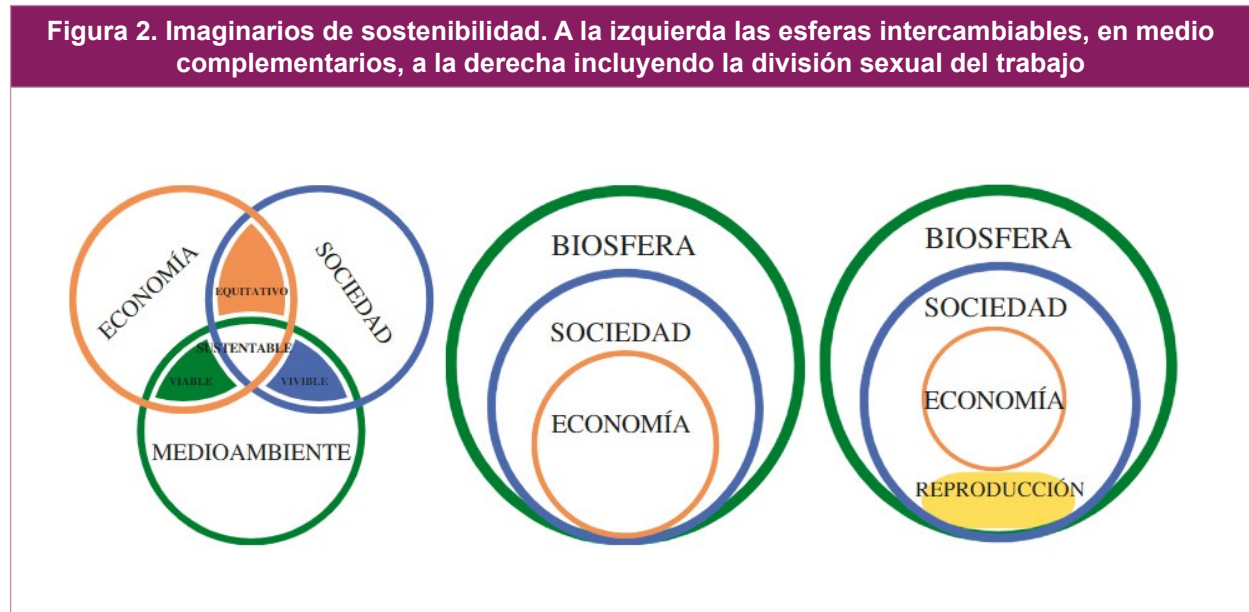 Figura 2. Imaginarios de sostenibilidad. A la izquierda las esferas intercambiables, en medio
complementarios, a la derecha incluyendo la división sexual del trabajo
ECONOMÍA
SOCIEDAD
EQUITATIVO
SUSTENTABLE
VIABLE
VIVIBLE
MEDIOAMBIENTE
BIOSFERA
SOCIEDAD
ECONOMÍA
BIOSFERA
SOCIEDAD
ECONOMÍA
REPRODUCCIÓN